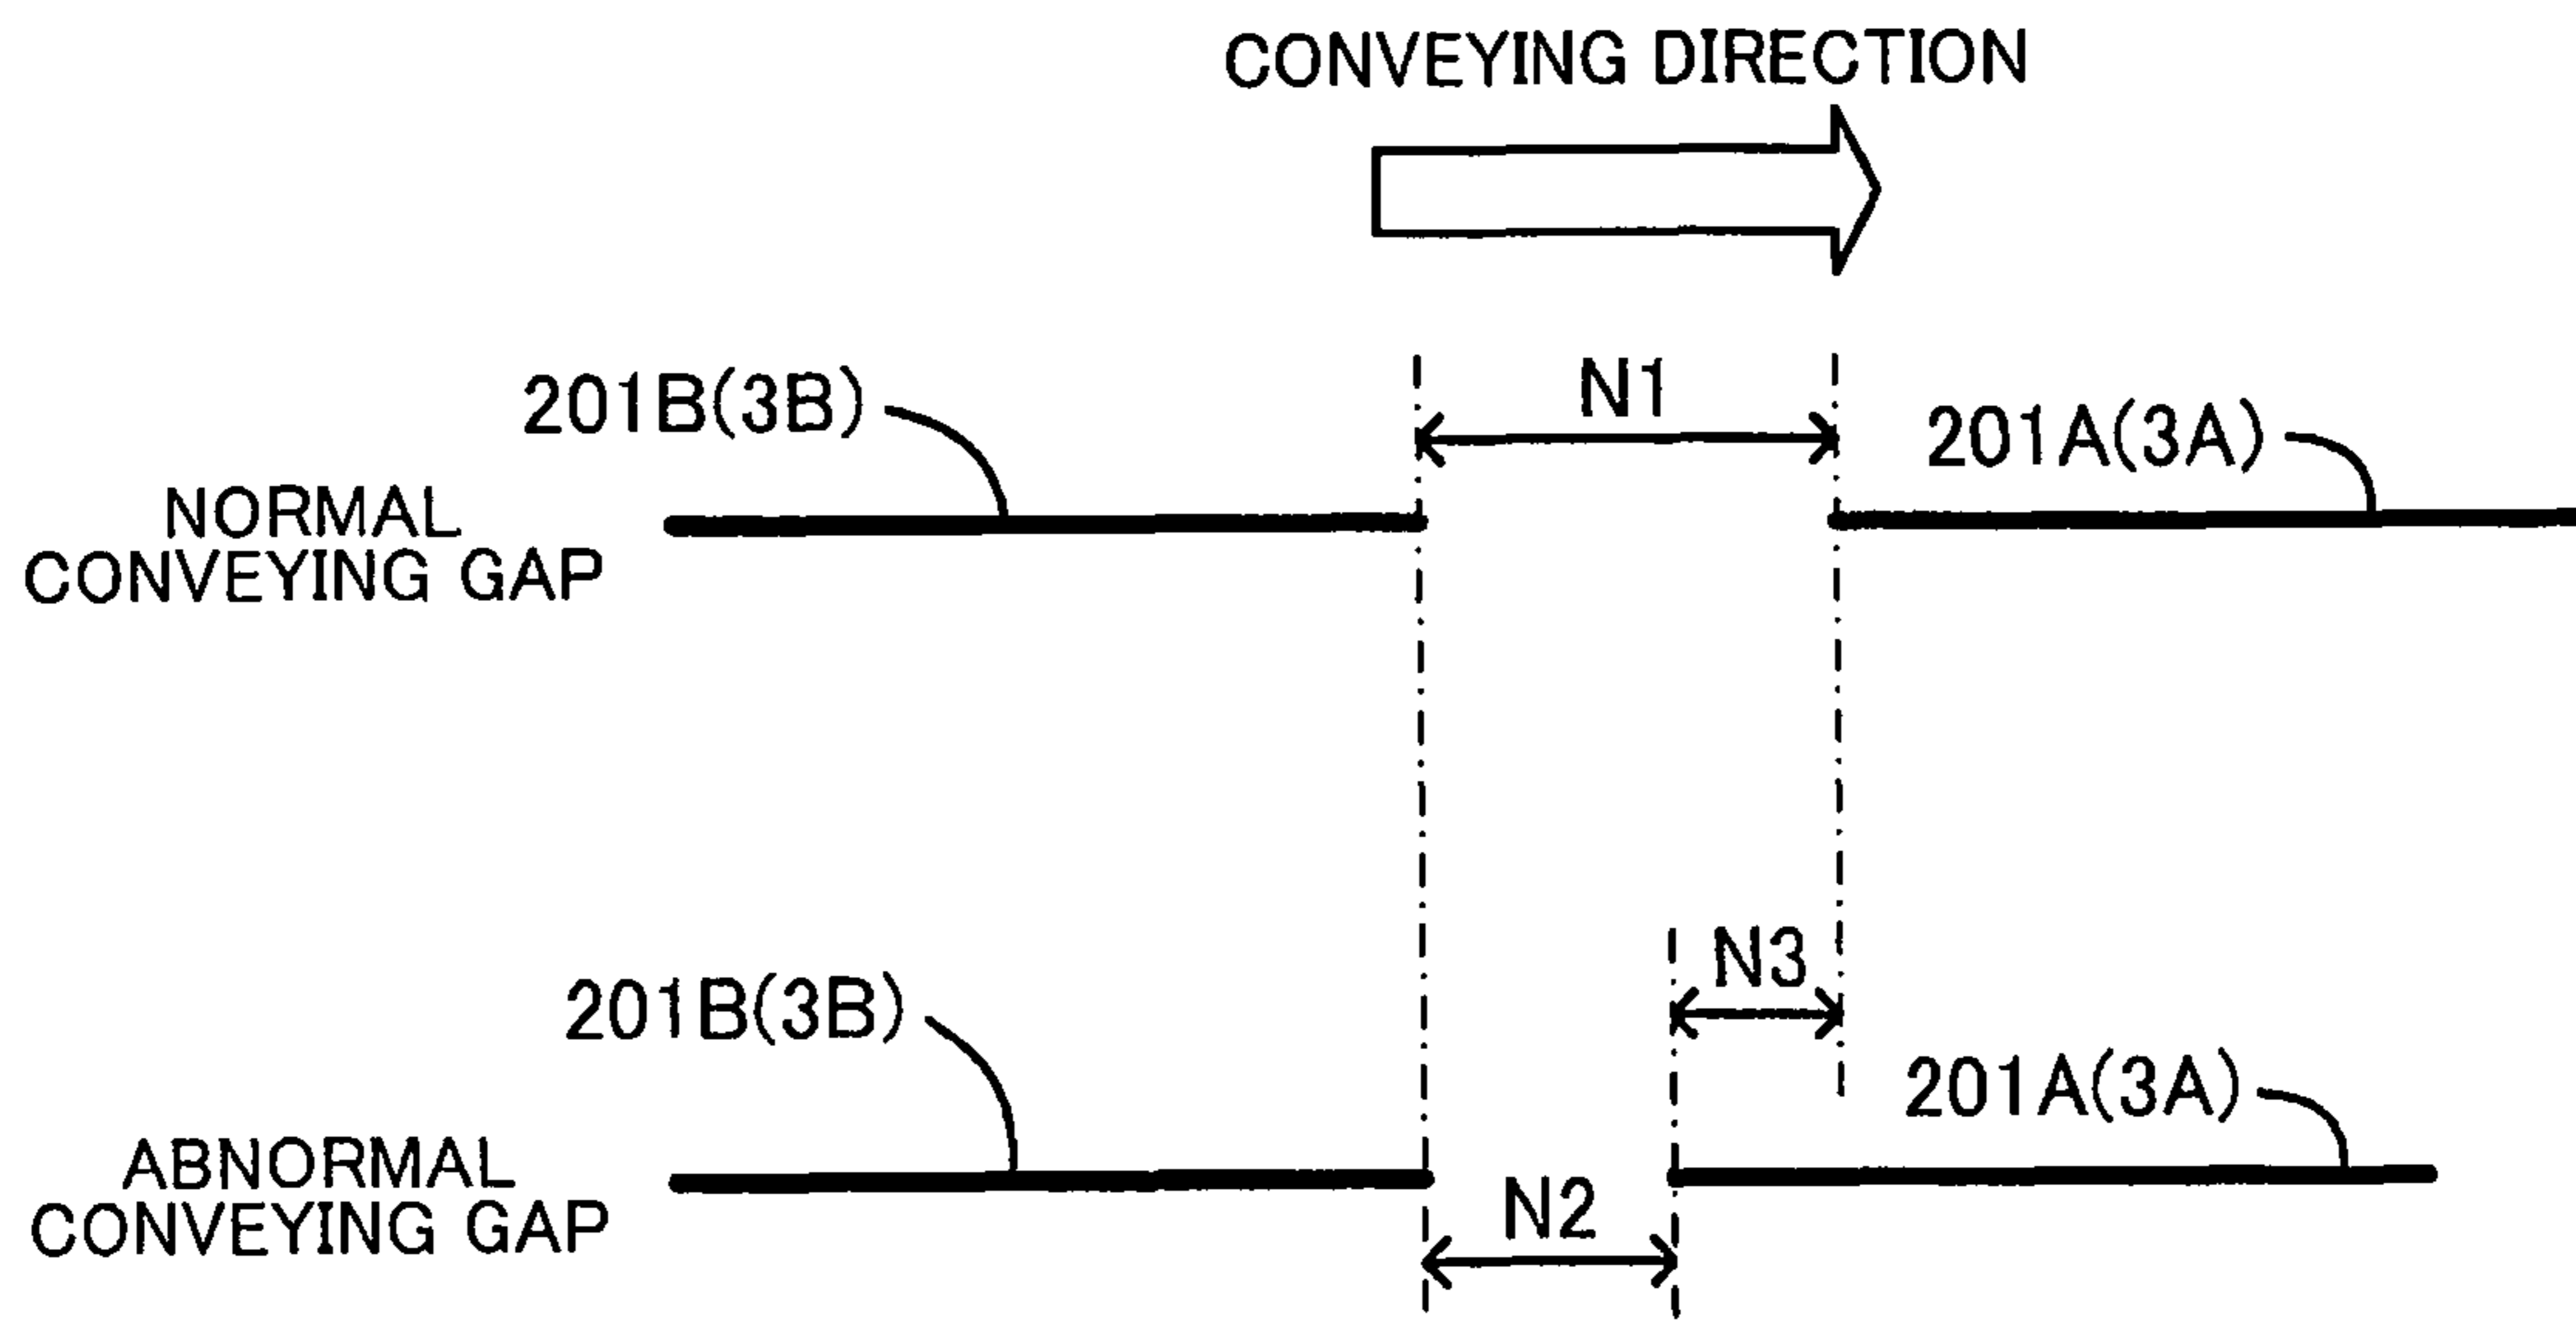 CONVEYING DIRECTION
N1
201B(3B)
201A(3A)
NORMAL
CONVEYING GAP
N3
201B(3B)
201A(3A)
ABNORMAL
CONVEYING GAP
N2